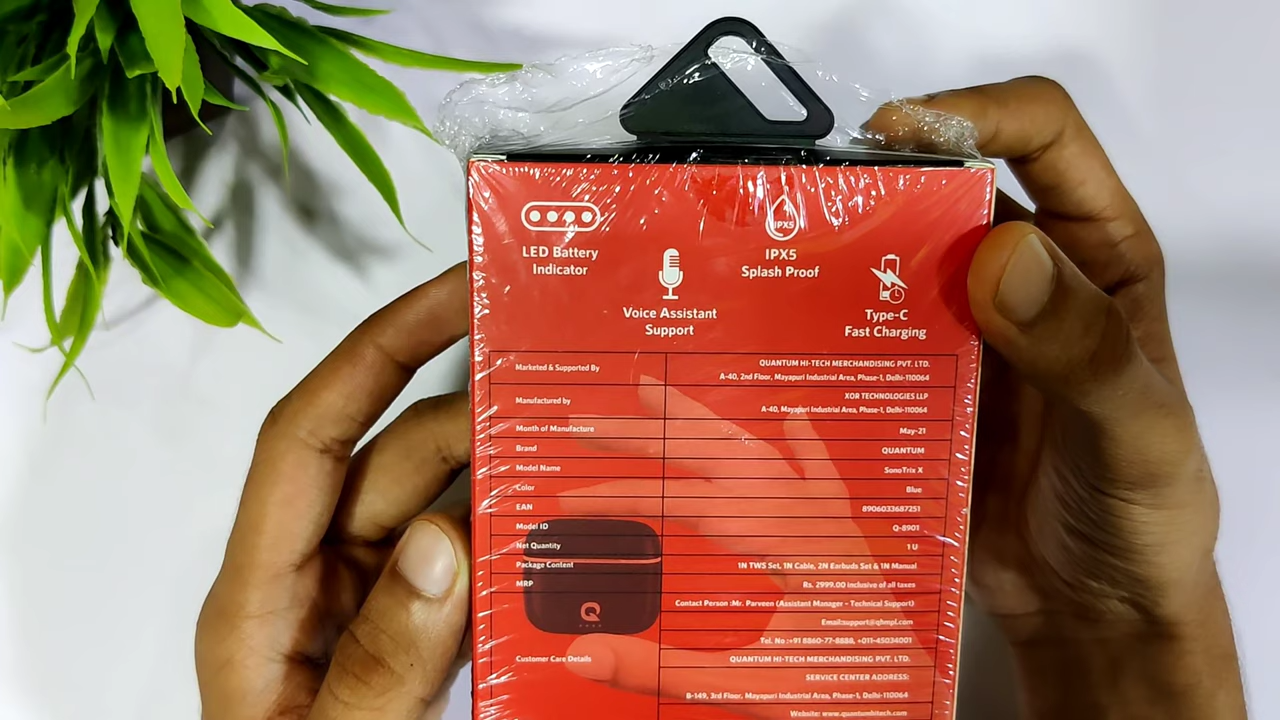 LED Battery
Indicator
Voice Assistant
Support
IPX5
IPX5
Splash Proof
Type-C
Fast Charging
Marketed & Supported By
QUANTUM HI-TECH MERCHANDISING PVT. LTD.
A-40, 2nd Floor, Mayapuri Industrial Area, Phase-1, Delhi-110064
Manufactured by
XOR TECHNOLOGIES LLP
A-40, Mayapuri Industrial Area, Phase-1, Delhi-110064
Month of Manufacture May-21
Brand QUANTUM
Model Name SonoTrix X
Color Blue
EAN 8906033687251
Model ID Q-8901
Net Quantity 1 U
Package Content 1N TWS Set, 1N Cable, 2N Earbuds Set & 1N Manual
MRP Rs. 2999.00 inclusive of all taxes
Contact Person :Mr. Parveen (Assistant Manager - Technical Support)
Email:support@qhmpl.com
Tel. No :+91 8860-77-8888, +011-45034001
Q
Customer Care Details QUANTUM HI-TECH MERCHANDISING PVT. LTD.
SERVICE CENTER ADDRESS:
B-149, 3rd Floor, Mayapuri Industrial Area, Phase-1, Delhi-110064
Website: www.quantumhitech.com